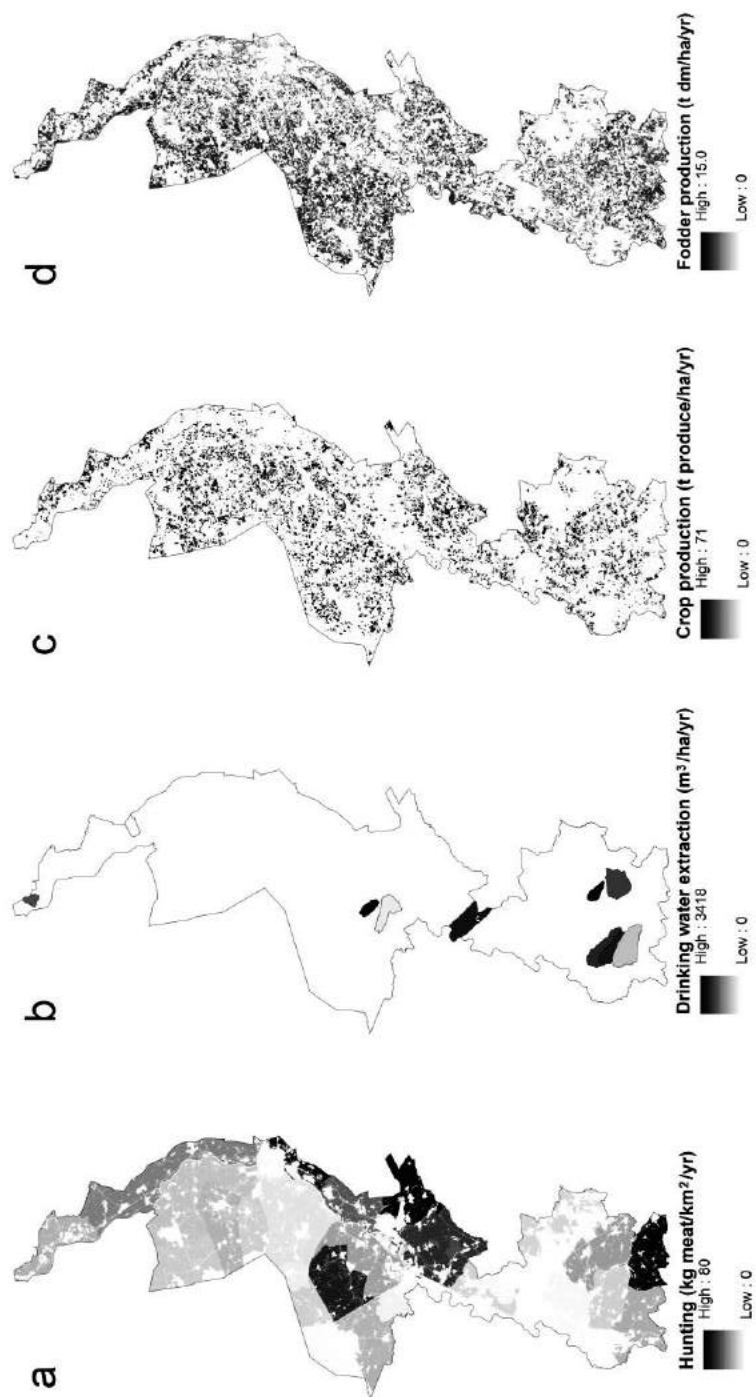 a
Hunting (kg meat/km²/yr)
High : 80
Low : 0
b
Drinking water extraction (m³/ha/yr)
High : 3418
Low : 0
c
Crop production (t produce/ha/yr)
High : 71
Low : 0
d
Fodder production (t dm/ha/yr)
High : 15.0
Low : 0